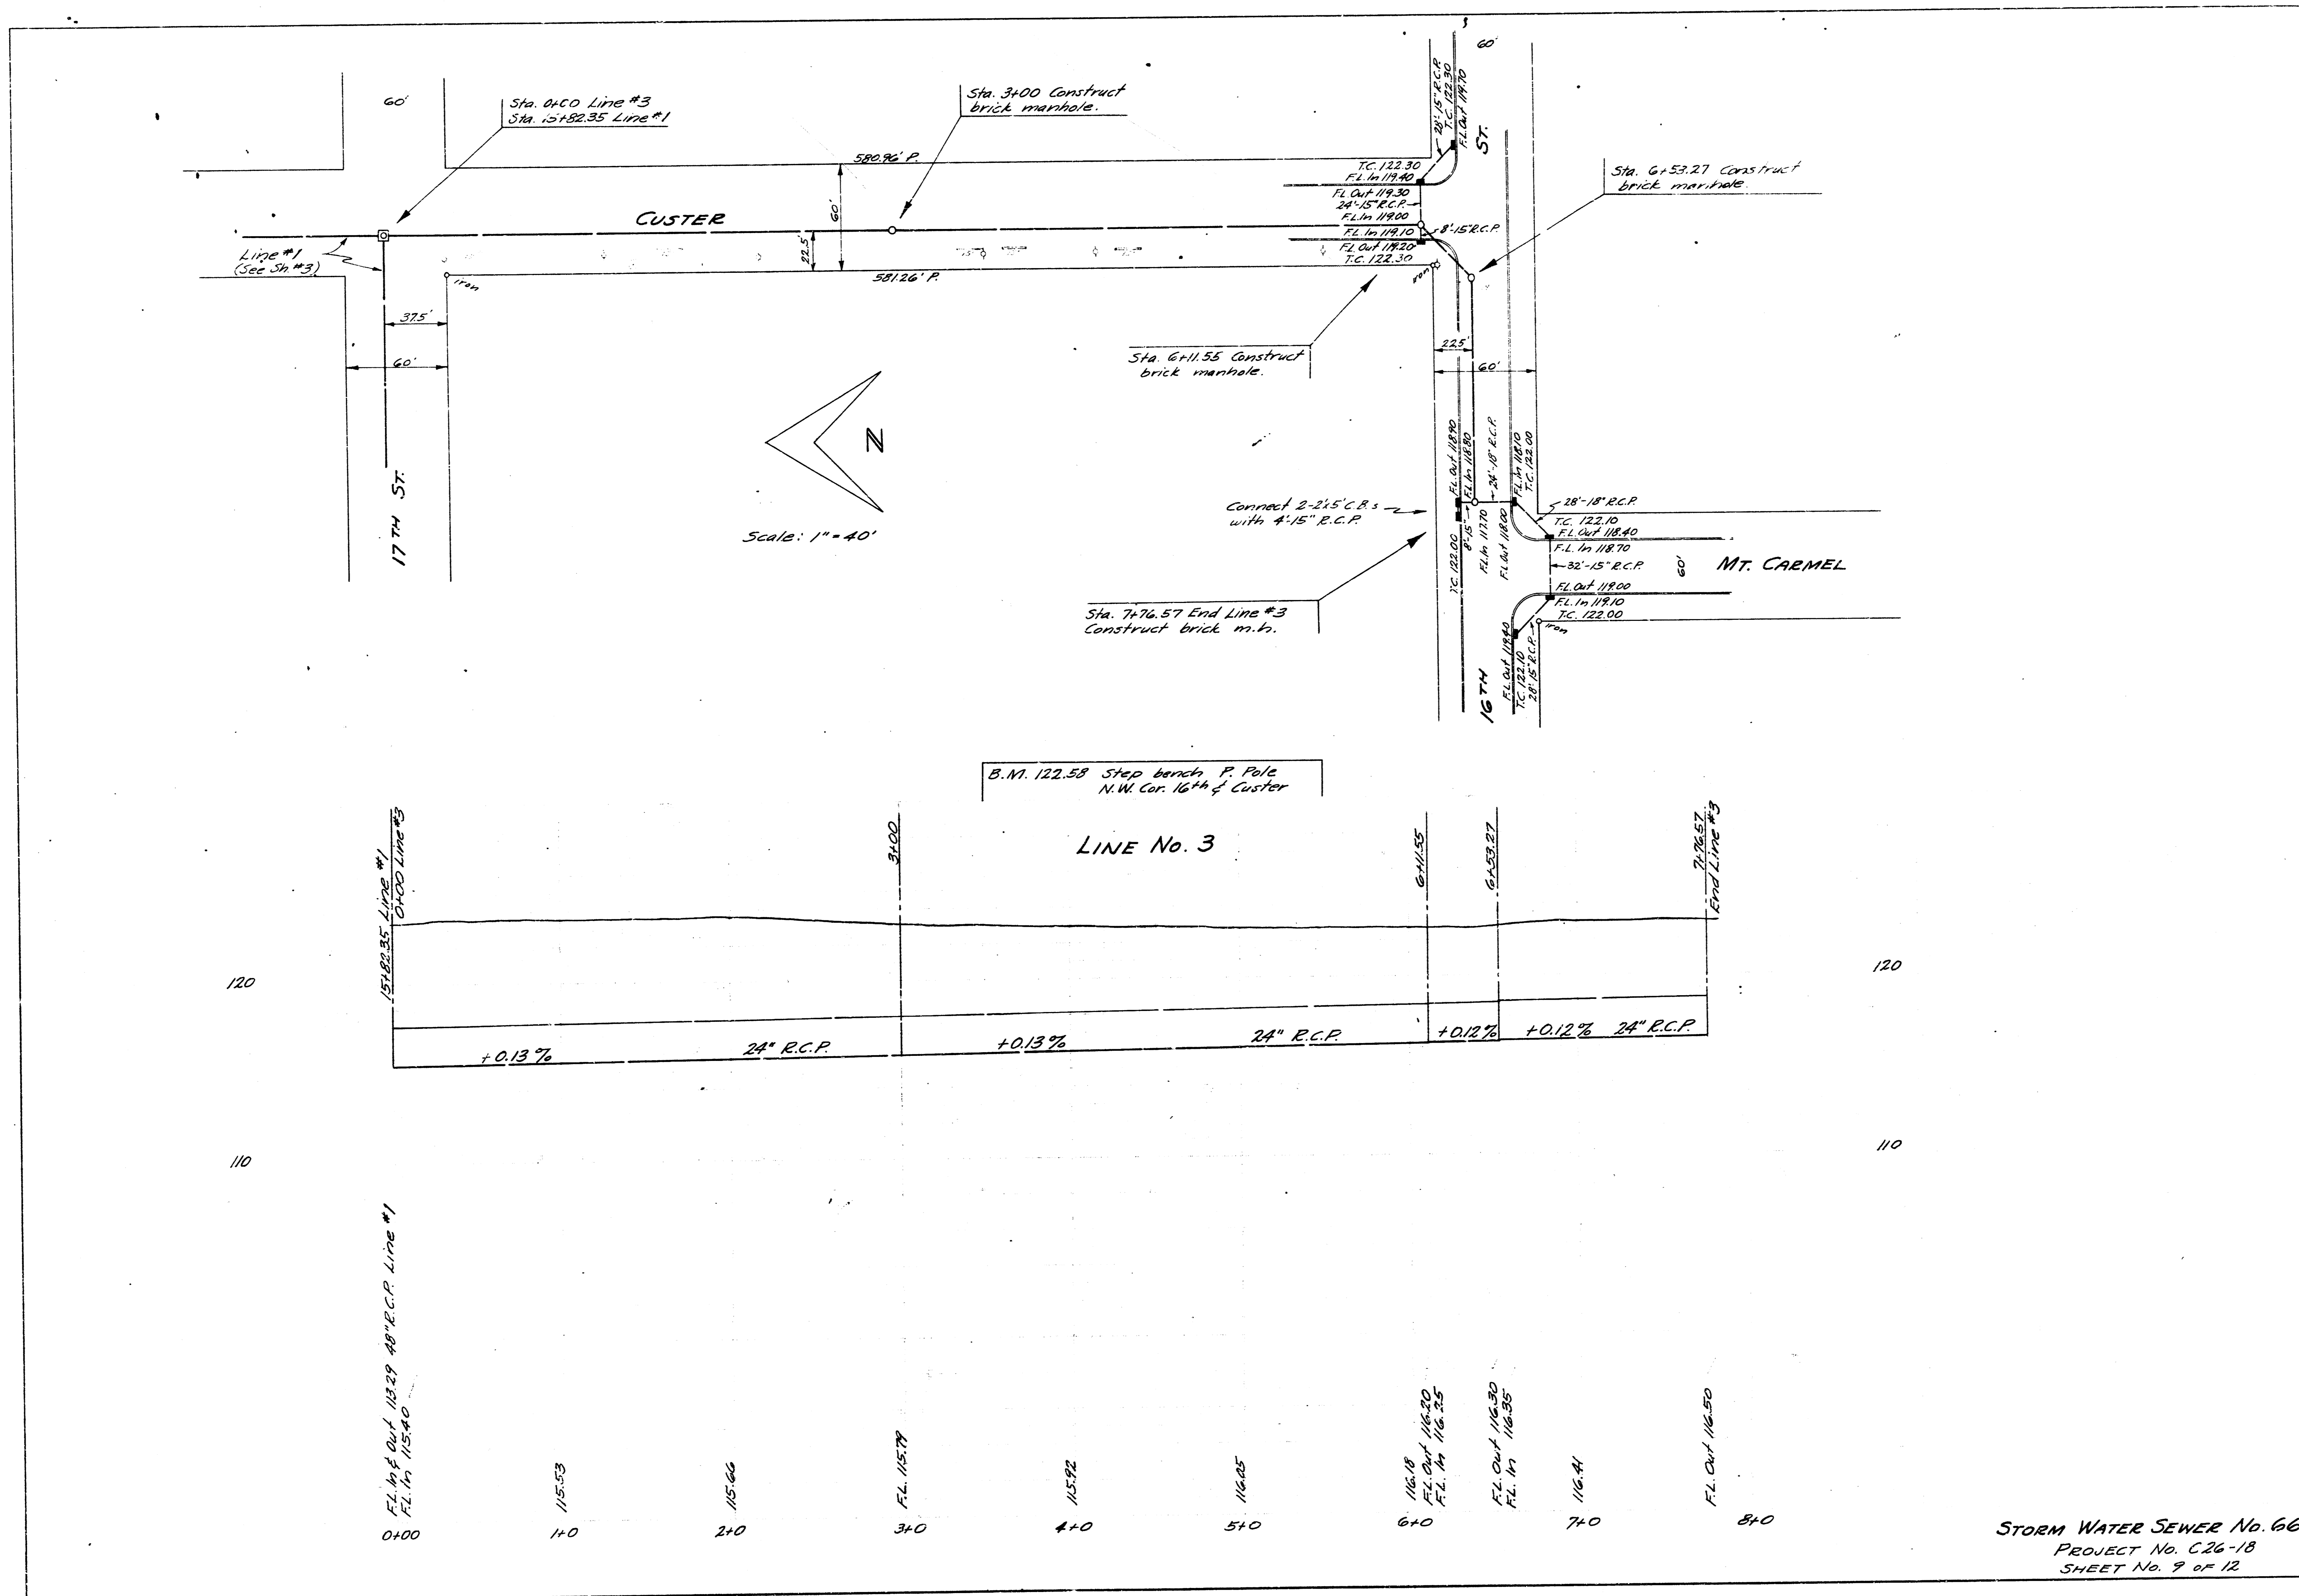 60'
Sta. 0+00 Line #3
Sta. 15+82.35 Line #1
Sta. 3+00 Construct
brick manhole.
60'
28'-15" R.C.P.
T.C. 122.30
F.L. Out 119.70
ST.
580.96' P.
T.C. 122.30
F.L. In 119.40
F.L. Out 119.30
24'-15" R.C.P.
F.L. In 119.00
F.L. In 119.10
8'-15" R.C.P.
F.L. Out 119.20
T.C. 122.30
Sta. 6+53.27 Construct
brick manhole.
CUSTER
60'
22.5'
Line #1
(See Sh. #3)
581.26' P.
iron
iron
37.5'
60'
Sta. 6+11.55 Construct
brick manhole.
22.5'
60'
N
Scale: 1" = 40'
17TH ST.
Connect 2-2'x5' C.B.s
with 4'-15" R.C.P.
F.L. Out 118.90
F.L. In 118.80
24'-18" R.C.P.
F.L. In 118.10
T.C. 122.00
T.C. 122.00
8'-15"
F.L. In 117.70
F.L. Out 118.00
28'-18" R.C.P.
T.C. 122.10
F.L. Out 118.40
F.L. In 118.70
32'-15" R.C.P.
60'
MT. CARMEL
F.L. Out 119.00
F.L. In 119.10
T.C. 122.00
iron
Sta. 7+76.57 End Line #3
Construct brick m.h.
16TH
F.L. Out 119.40
T.C. 122.10
28'-15" R.C.P.
B.M. 122.58 Step bench P. Pole
N.W. Cor. 16th & Custer
LINE No. 3
15+82.35 Line #1
0+00 Line #3
3+00
6+11.55
6+53.27
7+76.57
End Line #3
120
120
+0.13%
24" R.C.P.
+0.13%
24" R.C.P.
+0.12%
+0.12% 24" R.C.P.
110
110
F.L. In & Out 113.29 48" R.C.P. Line #1
F.L. In 115.40
115.53
115.66
F.L. 115.79
115.92
116.05
116.18
F.L. Out 116.20
F.L. In 116.25
F.L. Out 116.30
F.L. In 116.35
116.41
F.L. Out 116.50
0+00
1+0
2+0
3+0
4+0
5+0
6+0
7+0
8+0
STORM WATER SEWER No. 66
PROJECT No. C26-18
SHEET No. 9 OF 12